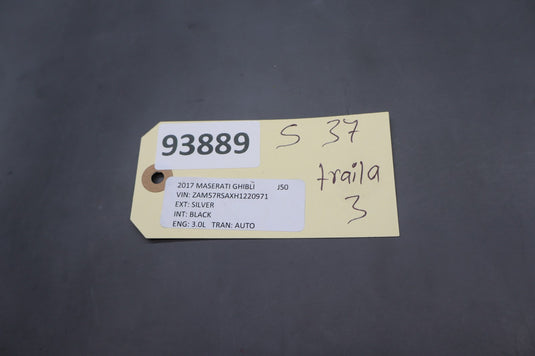 93889
S 37
traila
3
2017 MASERATI GHIBLI JS0
VIN: ZAM57RSAXH1220971
EXT: SILVER
INT: BLACK
ENG: 3.0L TRAN: AUTO